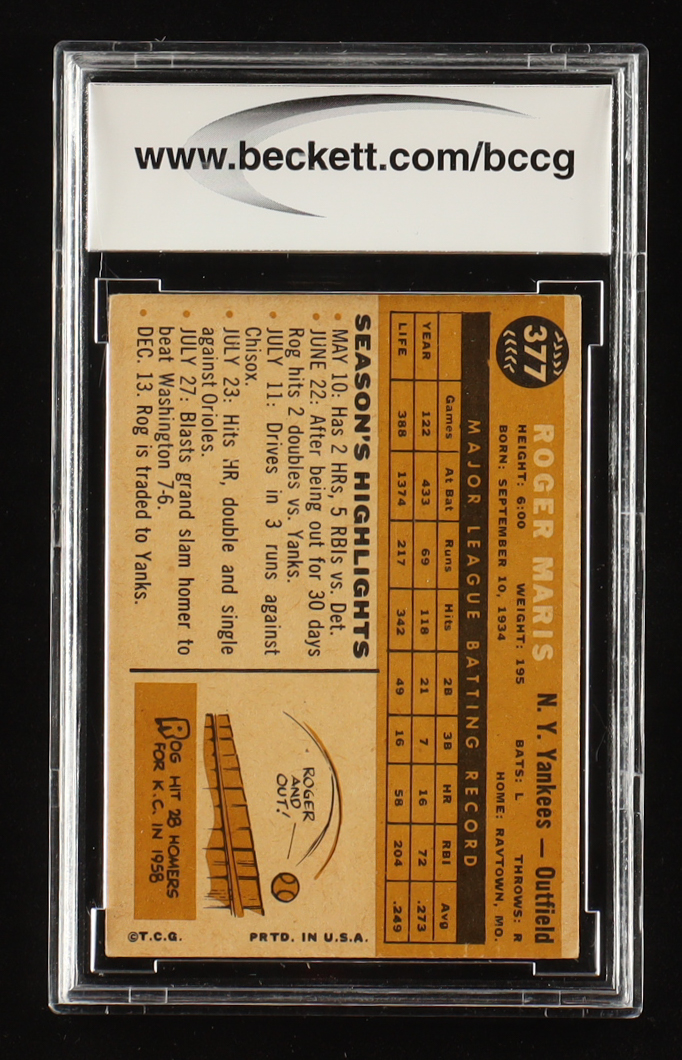 www.beckett.com/bccg
377
ROGER MARIS N. Y. Yankees — Outfield
HEIGHT: 6:00 WEIGHT: 195 BATS: L THROWS: R
BORN: SEPTEMBER 10, 1934 HOME: RAYTOWN, MO.
MAJOR LEAGUE BATTING RECORD
Games At Bat Runs Hits 2B 3B HR RBI Avg
YEAR 122 433 69 118 21 7 16 72 .273
LIFE 388 1374 217 342 49 16 58 204 .249
SEASON'S HIGHLIGHTS
• MAY 10: Has 2 HRs, 5 RBIs vs. Det.
• JUNE 22: After being out for 30 days
Rog hits 2 doubles vs. Yanks.
• JULY 11: Drives in 3 runs against
Chisox.
• JULY 23: Hits HR, double and single
against Orioles.
• JULY 27: Blasts grand slam homer to
beat Washington 7-6.
• DEC. 13. Rog is traded to Yanks.
ROGER
AND
OUT!
ROG HIT 28 HOMERS
FOR K.C. IN 1958
©T.C.G. PRTD. IN U.S.A.